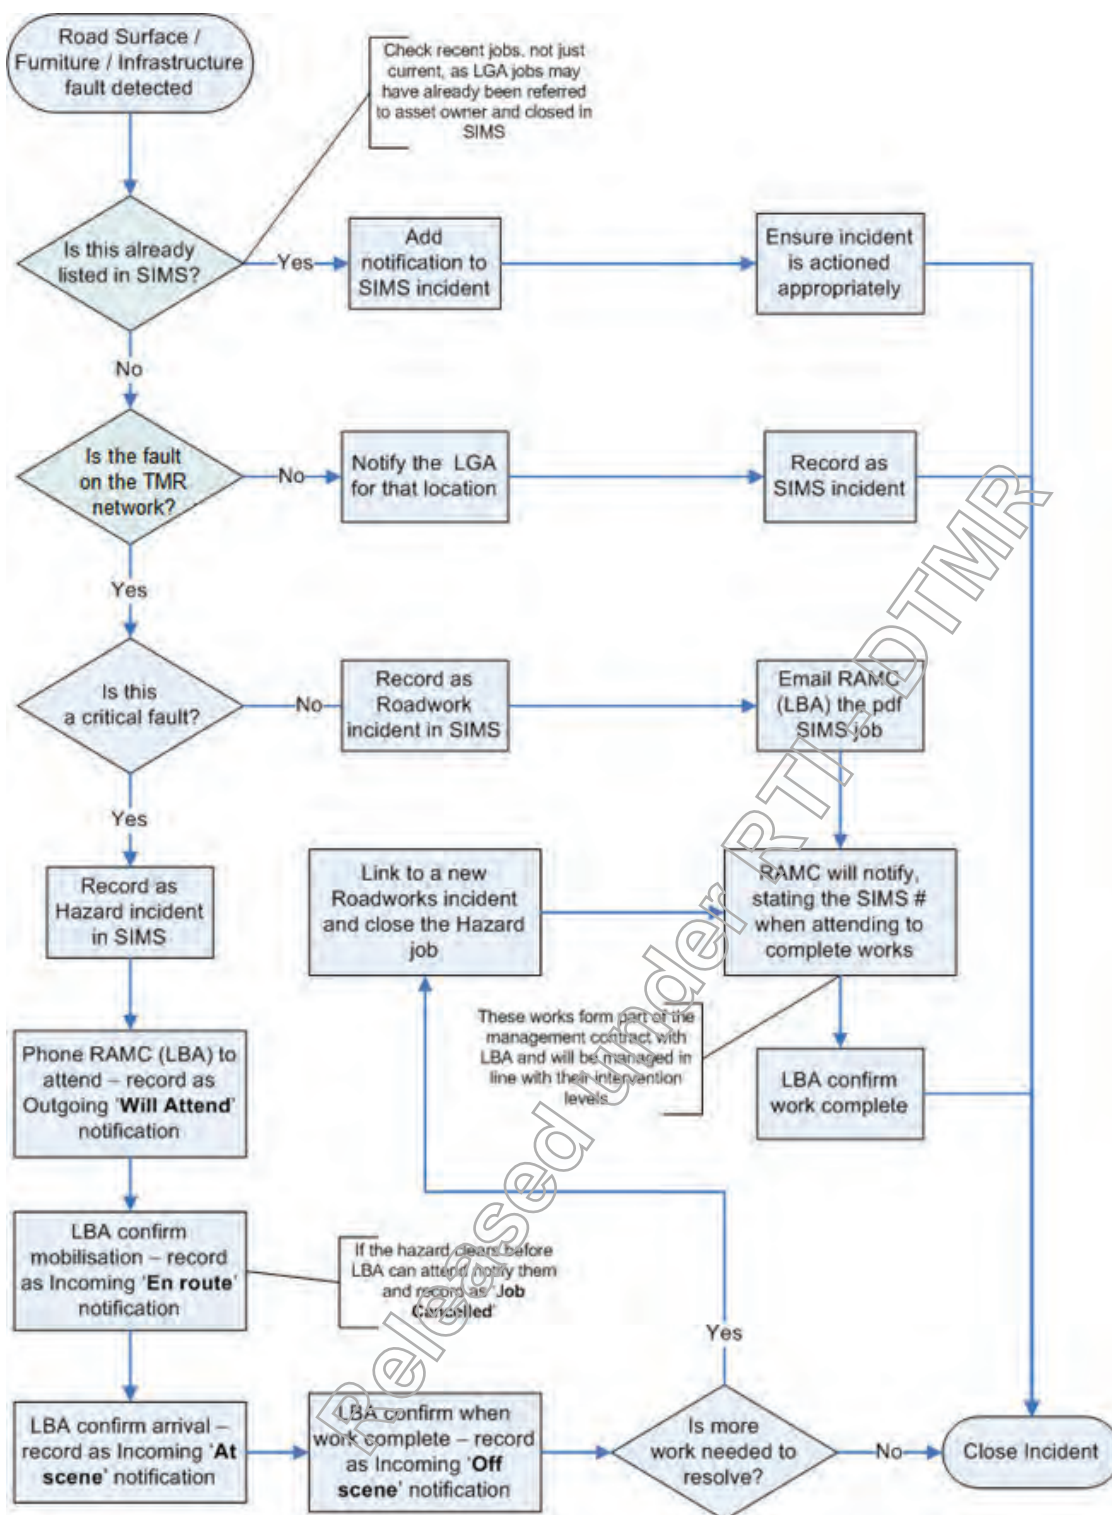 Road Surface /
Furniture / Infrastructure
fault detected
Check recent jobs, not just
current, as LGA jobs may
have already been referred
to asset owner and closed in
SIMS
Is this already
listed in SIMS?
Yes
Add
notification to
SIMS incident
Ensure incident
is actioned
appropriately
No
Is the fault
on the TMR
network?
No
Notify the LGA
for that location
Record as
SIMS incident
Yes
Is this
a critical fault?
No
Record as
Roadwork
incident in SIMS
Email RAMC
(LBA) the pdf
SIMS job
Yes
Record as
Hazard incident
in SIMS
Link to a new
Roadworks incident
and close the Hazard
job
RAMC will notify,
stating the SIMS #
when attending to
complete works
These works form part of the
management contract with
LBA and will be managed in
line with their intervention
levels
Phone RAMC (LBA) to
attend – record as
Outgoing 'Will Attend'
notification
LBA confirm
work complete
LBA confirm
mobilisation – record
as Incoming 'En route'
notification
If the hazard clears before
LBA can attend notify them
and record as 'Job
Cancelled'
Yes
LBA confirm arrival –
record as Incoming 'At
scene' notification
LBA confirm when
work complete – record
as Incoming 'Off
scene' notification
Is more
work needed to
resolve?
No
Close Incident
Released under RTI - DTMR